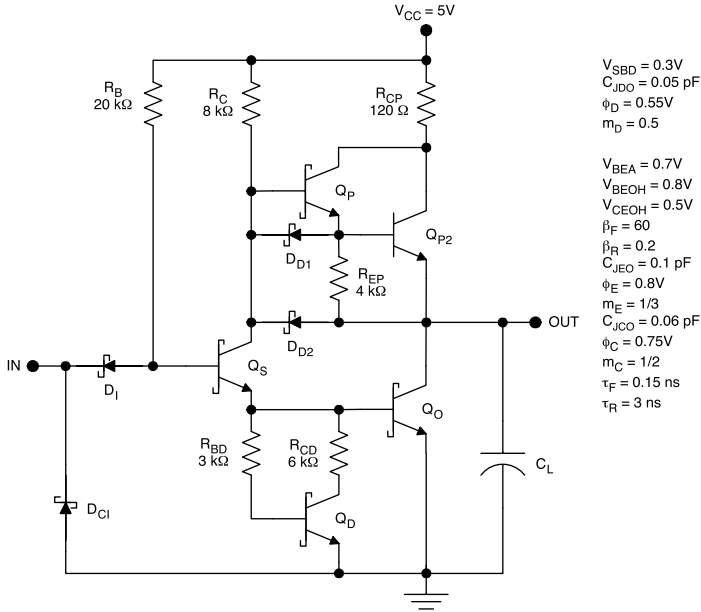 V_CC = 5V
R_B
20 kΩ
R_C
8 kΩ
R_CP
120 Ω
Q_P
Q_P2
D_D1
R_EP
4 kΩ
D_D2
OUT
IN
D_I
Q_S
Q_O
R_BD
3 kΩ
R_CD
6 kΩ
C_L
D_CI
Q_D
V_SBD = 0.3V
C_JDO = 0.05 pF
ϕ_D = 0.55V
m_D = 0.5
V_BEA = 0.7V
V_BEOH = 0.8V
V_CEOH = 0.5V
β_F = 60
β_R = 0.2
C_JEO = 0.1 pF
ϕ_E = 0.8V
m_E = 1/3
C_JCO = 0.06 pF
ϕ_C = 0.75V
m_C = 1/2
τ_F = 0.15 ns
τ_R = 3 ns